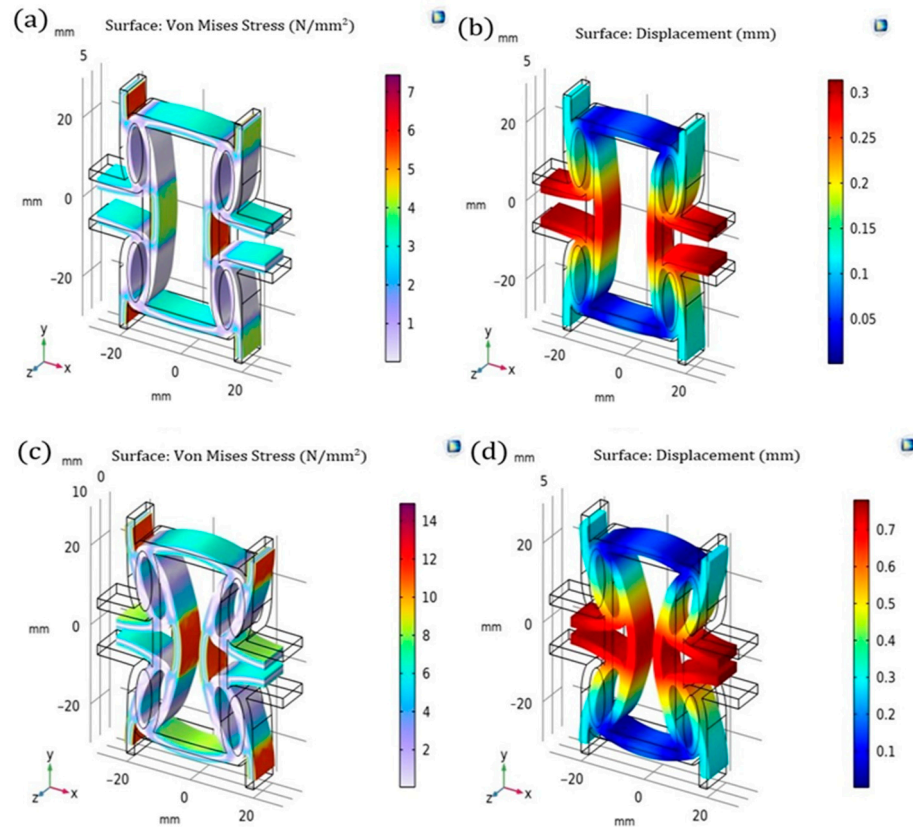 (a)
Surface: Von Mises Stress (N/mm²)
mm
5
20
0
mm
−20
−20
0
mm
20
y
z
x
7
6
5
4
3
2
1
(b)
Surface: Displacement (mm)
mm
5
20
0
mm
−20
−20
0
mm
20
y
z
x
0.3
0.25
0.2
0.15
0.1
0.05
(c)
Surface: Von Mises Stress (N/mm²)
mm
0
10
20
0
mm
−20
−20
0
mm
20
y
z
x
14
12
10
8
6
4
2
(d)
Surface: Displacement (mm)
mm
5
20
0
mm
−20
−20
0
mm
20
y
z
x
0.7
0.6
0.5
0.4
0.3
0.2
0.1